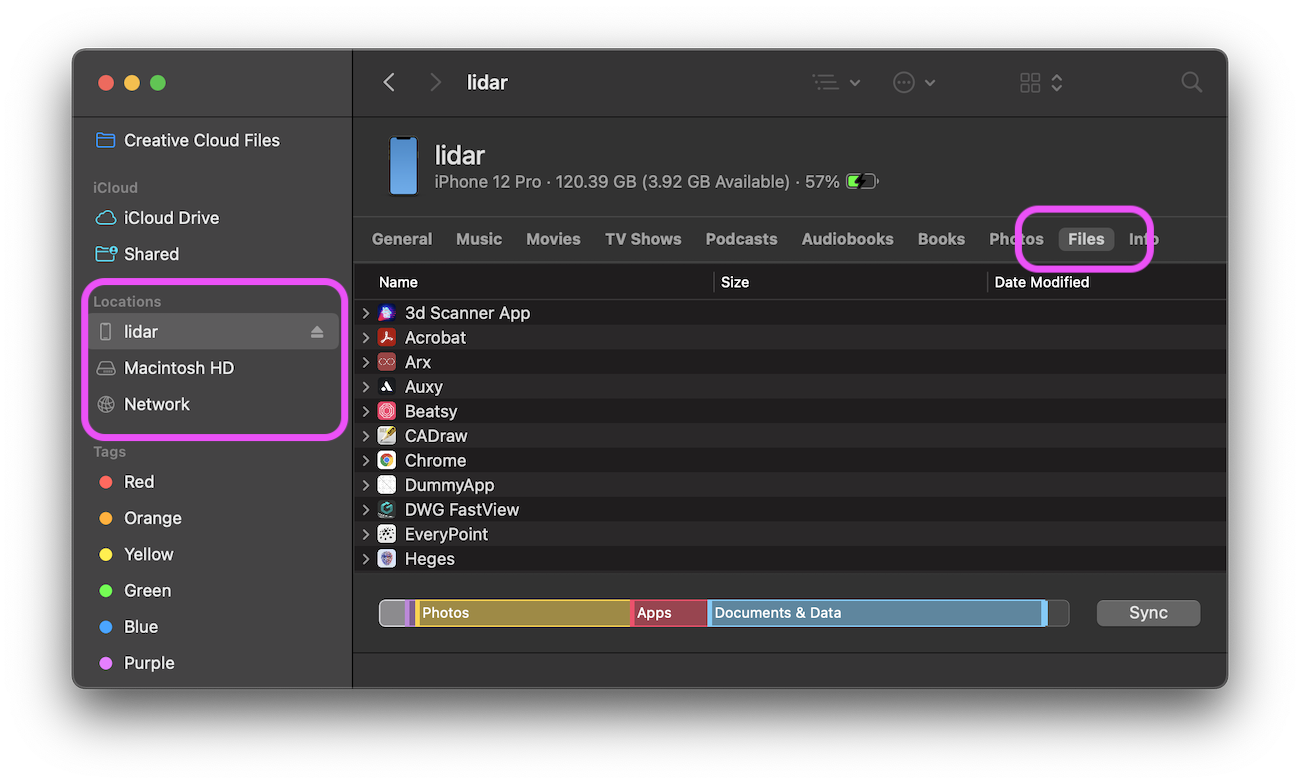 lidar
Creative Cloud Files
iCloud
iCloud Drive
Shared
Locations
lidar
Macintosh HD
Network
Tags
Red
Orange
Yellow
Green
Blue
Purple
lidar
iPhone 12 Pro · 120.39 GB (3.92 GB Available) · 57%
General Music Movies TV Shows Podcasts Audiobooks Books Photos Files Info
Name Size Date Modified
3d Scanner App
Acrobat
Arx
Auxy
Beatsy
CADraw
Chrome
DummyApp
DWG FastView
EveryPoint
Heges
Photos Apps Documents & Data Sync